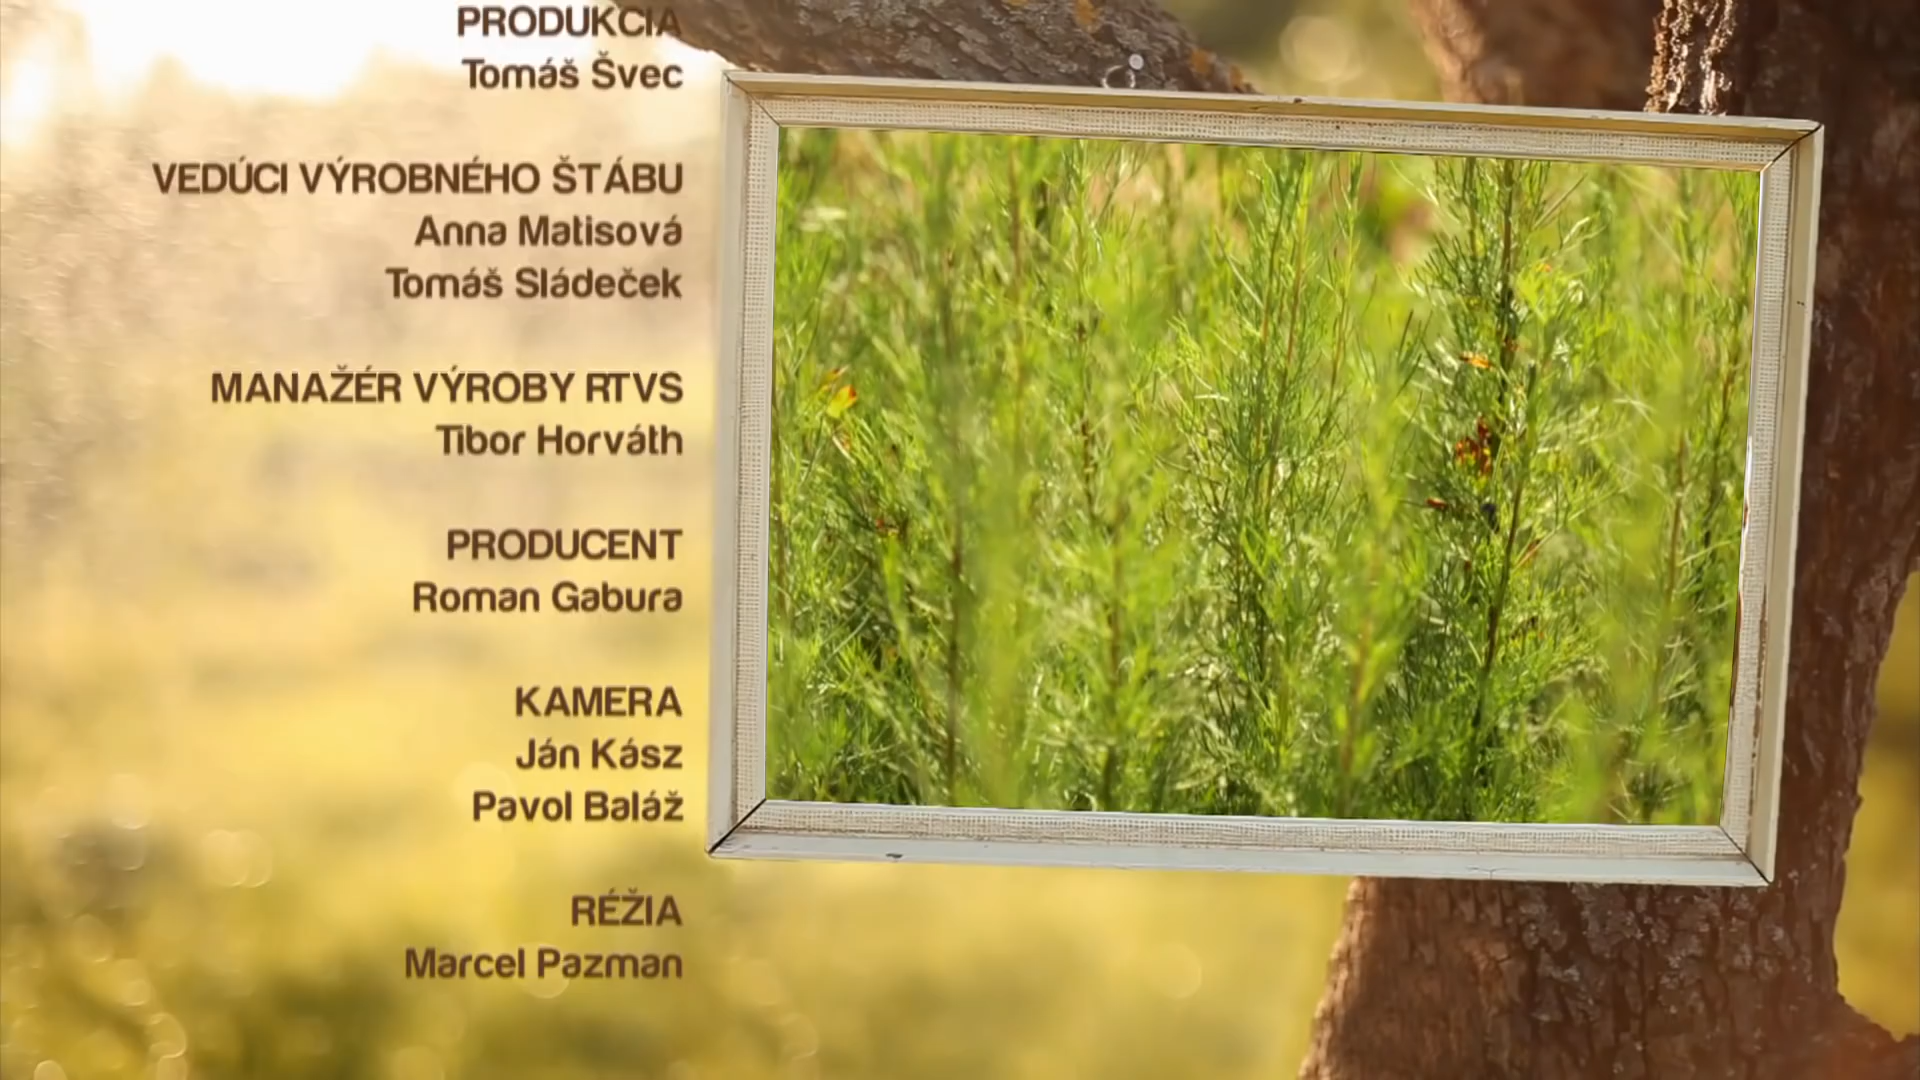 PRODUKCIA
Tomáš Švec
VEDÚCI VÝROBNÉHO ŠTÁBU
Anna Matisová
Tomáš Sládeček
MANAŽÉR VÝROBY RTVS
Tibor Horváth
PRODUCENT
Roman Gabura
KAMERA
Ján Kász
Pavol Baláž
RÉŽIA
Marcel Pazman